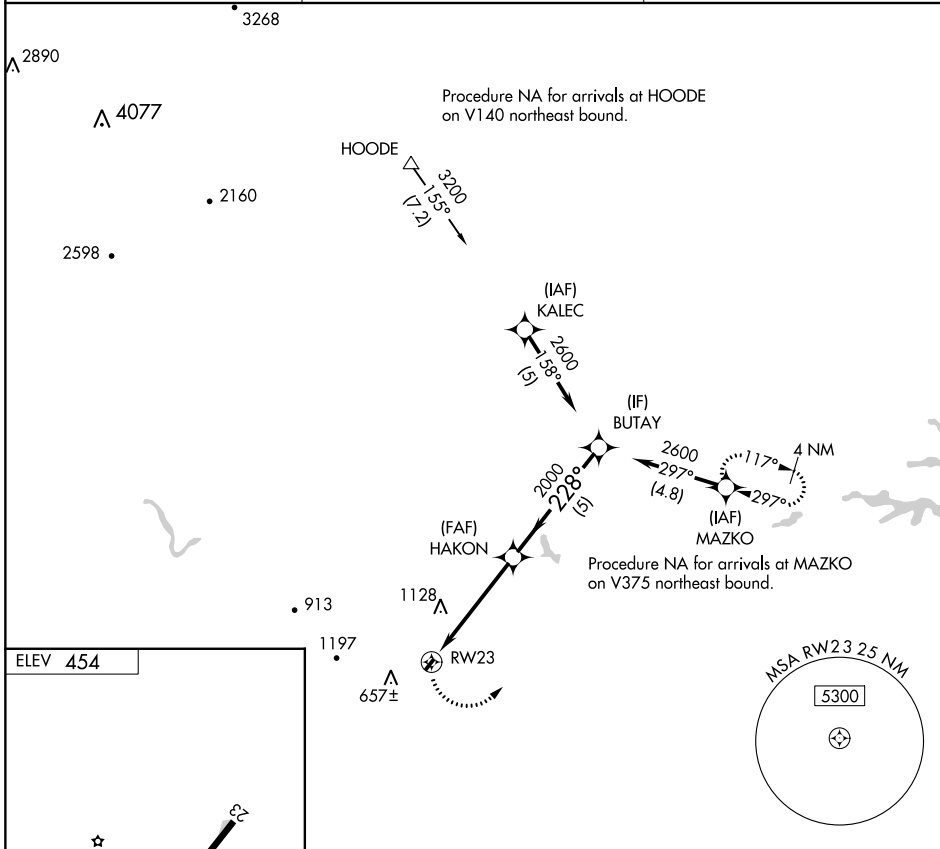 3268
2890
4077
Procedure NA for arrivals at HOODE
on V140 northeast bound.
HOODE
3200
155°
(7.2)
2160
2598
(IAF)
KALEC
2600
158°
(5)
(IF)
BUTAY
2600
297°
(4.8)
117°
4 NM
297°
(IAF)
MAZKO
2000
228°
(5)
(FAF)
HAKON
Procedure NA for arrivals at MAZKO
on V375 northeast bound.
1128
913
1197
RW23
657±
ELEV 454
MSA RW23 25 NM
5300
23